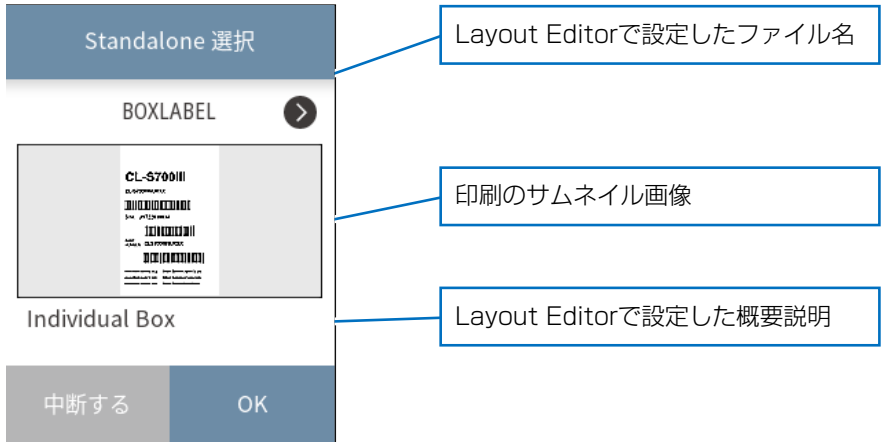 Standalone 選択
Layout Editorで設定したファイル名
BOXLABEL
CL-S700III
印刷のサムネイル画像
Individual Box
Layout Editorで設定した概要説明
中断する
OK